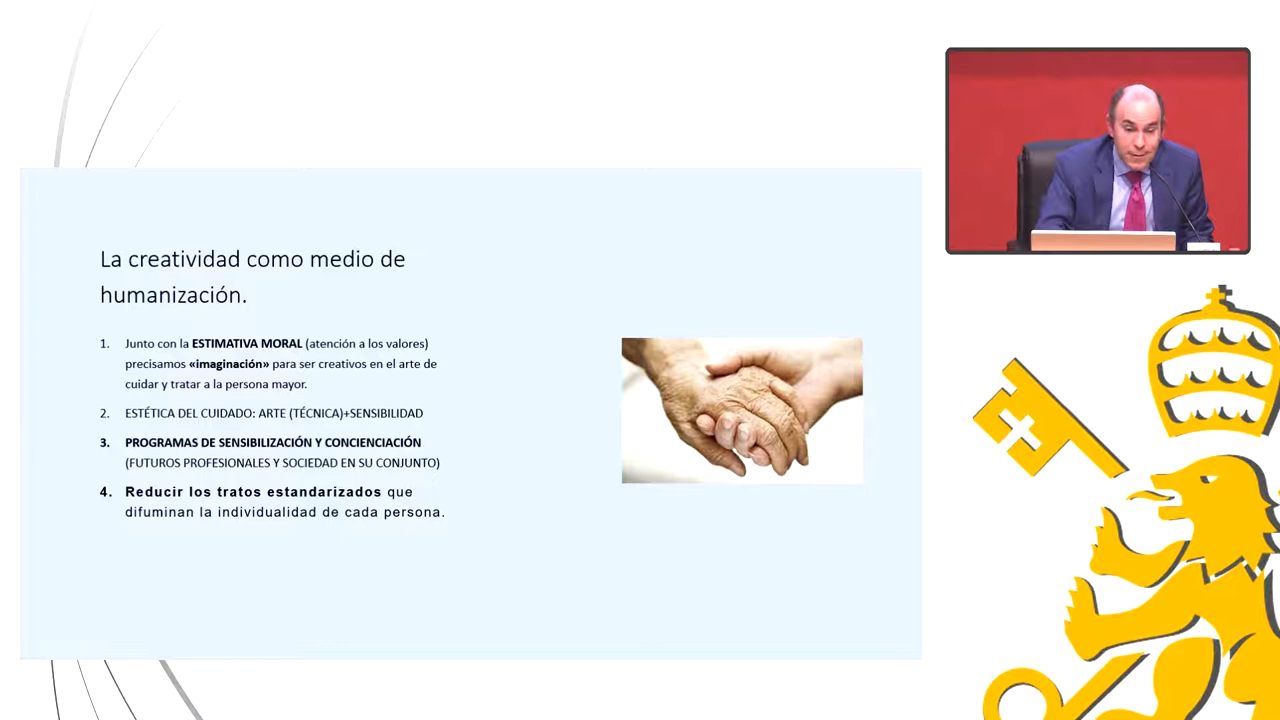 La creatividad como medio de
humanización.
1. Junto con la ESTIMATIVA MORAL (atención a los valores)
precisamos «imaginación» para ser creativos en el arte de
cuidar y tratar a la persona mayor.
2. ESTÉTICA DEL CUIDADO: ARTE (TÉCNICA)+SENSIBILIDAD
3. PROGRAMAS DE SENSIBILIZACIÓN Y CONCIENCIACIÓN
(FUTUROS PROFESIONALES Y SOCIEDAD EN SU CONJUNTO)
4. Reducir los tratos estandarizados que
difuminan la individualidad de cada persona.